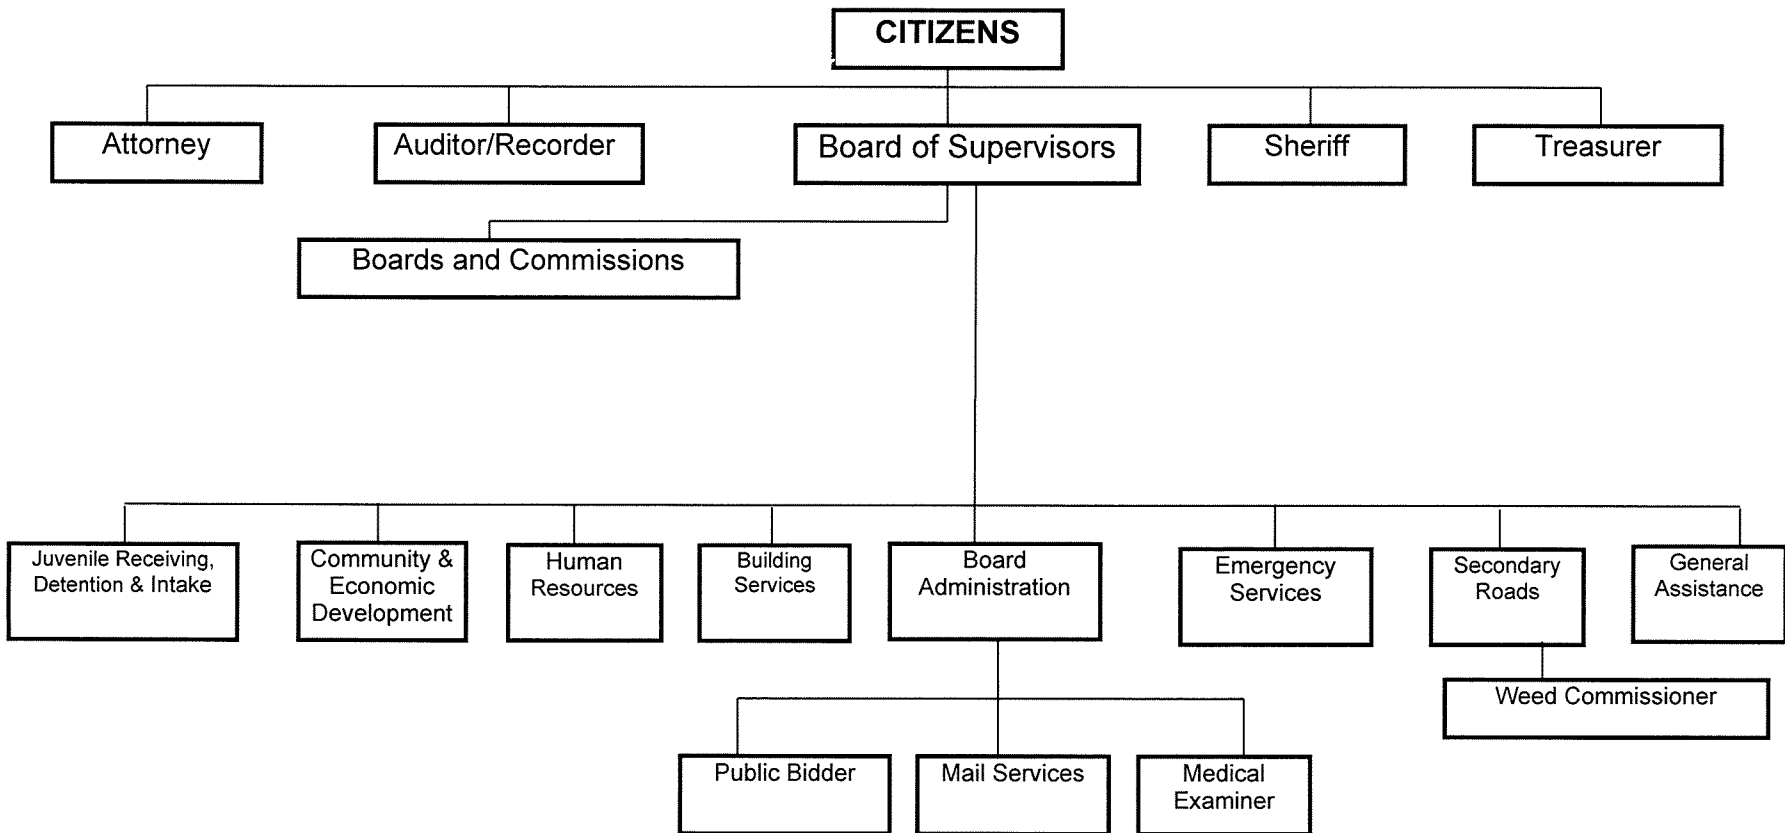 CITIZENS
Attorney
Auditor/Recorder
Board of Supervisors
Sheriff
Treasurer
Boards and Commissions
Juvenile Receiving,
Detention & Intake
Community &
Economic
Development
Human
Resources
Building
Services
Board
Administration
Emergency
Services
Secondary
Roads
General
Assistance
Weed Commissioner
Public Bidder
Mail Services
Medical
Examiner